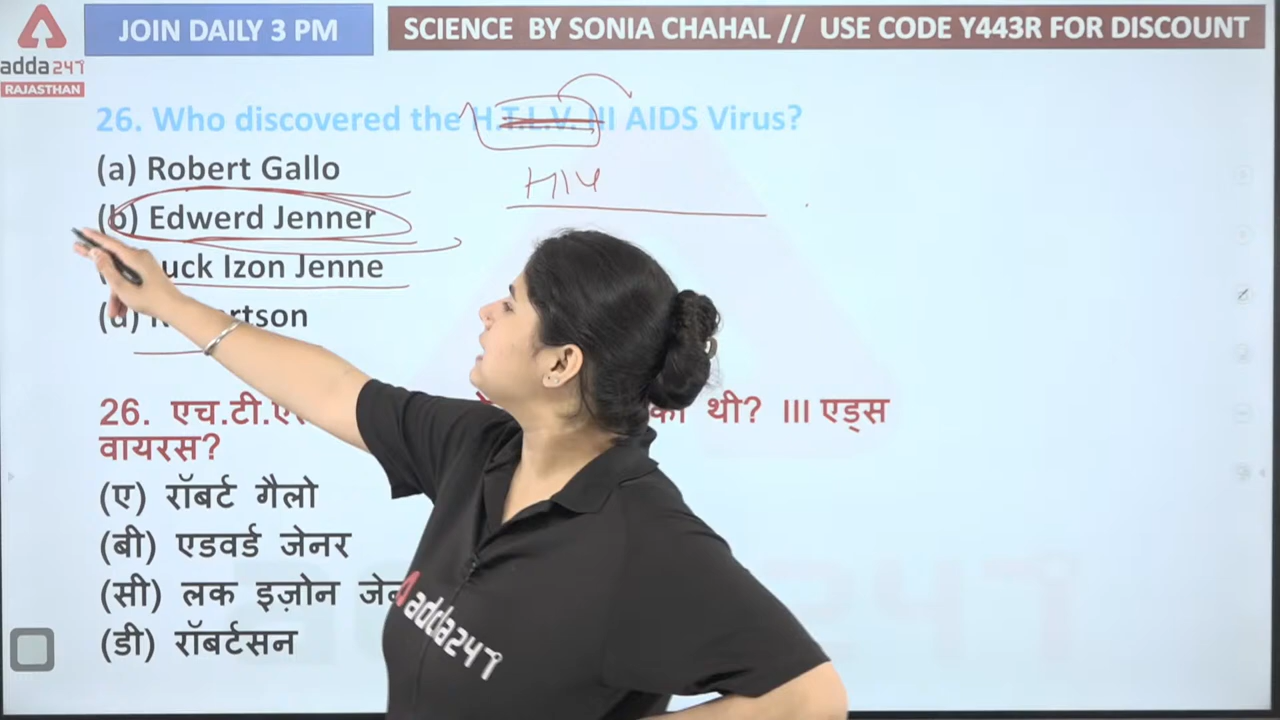 JOIN DAILY 3 PM
SCIENCE BY SONIA CHAHAL // USE CODE Y443R FOR DISCOUNT
adda247
RAJASTHAN
26. Who discovered the H.T.L.V. III AIDS Virus?
(a) Robert Gallo
HIV
(b) Edwerd Jenner
uck Izon Jenne
(d) rtson
26. एच.टी. थी? III एड्स
वायरस?
(ए) रॉबर्ट गैलो
(बी) एडवर्ड जेनर
(सी) लक इज़ोन
(डी) रॉबर्टसन
adda247